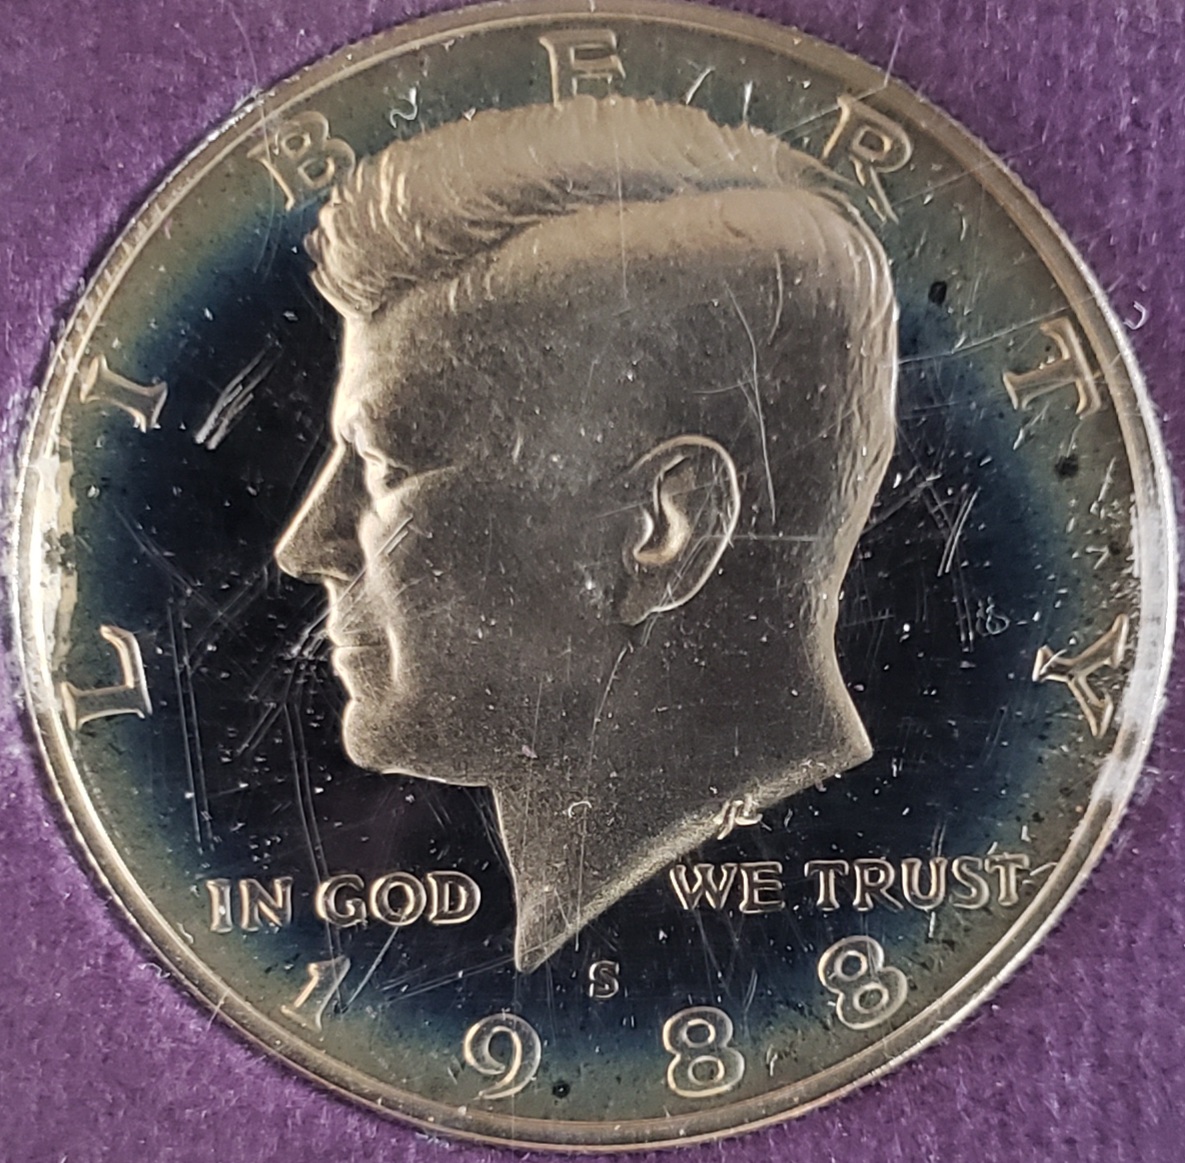 LIBERTY
IN GOD WE TRUST
S
1988